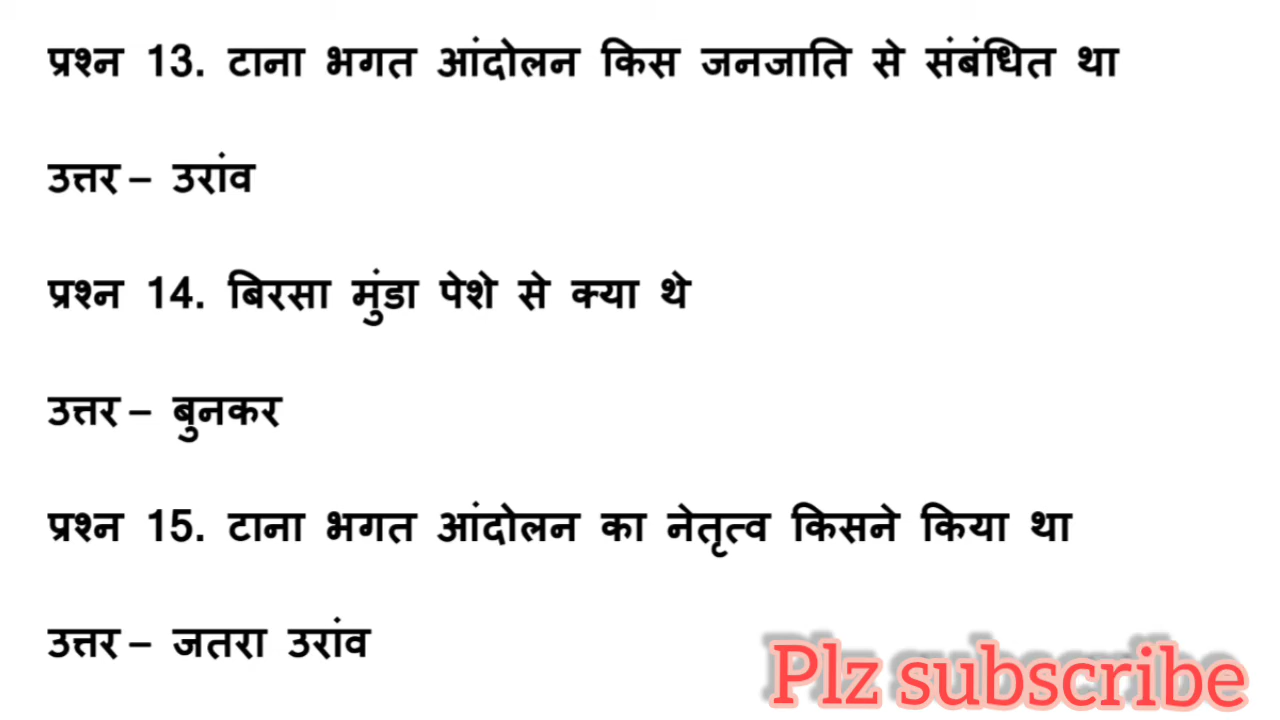 प्रश्न 13. टाना भगत आंदोलन किस जनजाति से संबंधित था
उत्तर – उरांव
प्रश्न 14. बिरसा मुंडा पेशे से क्या थे
उत्तर – बुनकर
प्रश्न 15. टाना भगत आंदोलन का नेतृत्व किसने किया था
उत्तर – जतरा उरांव
Plz subscribe